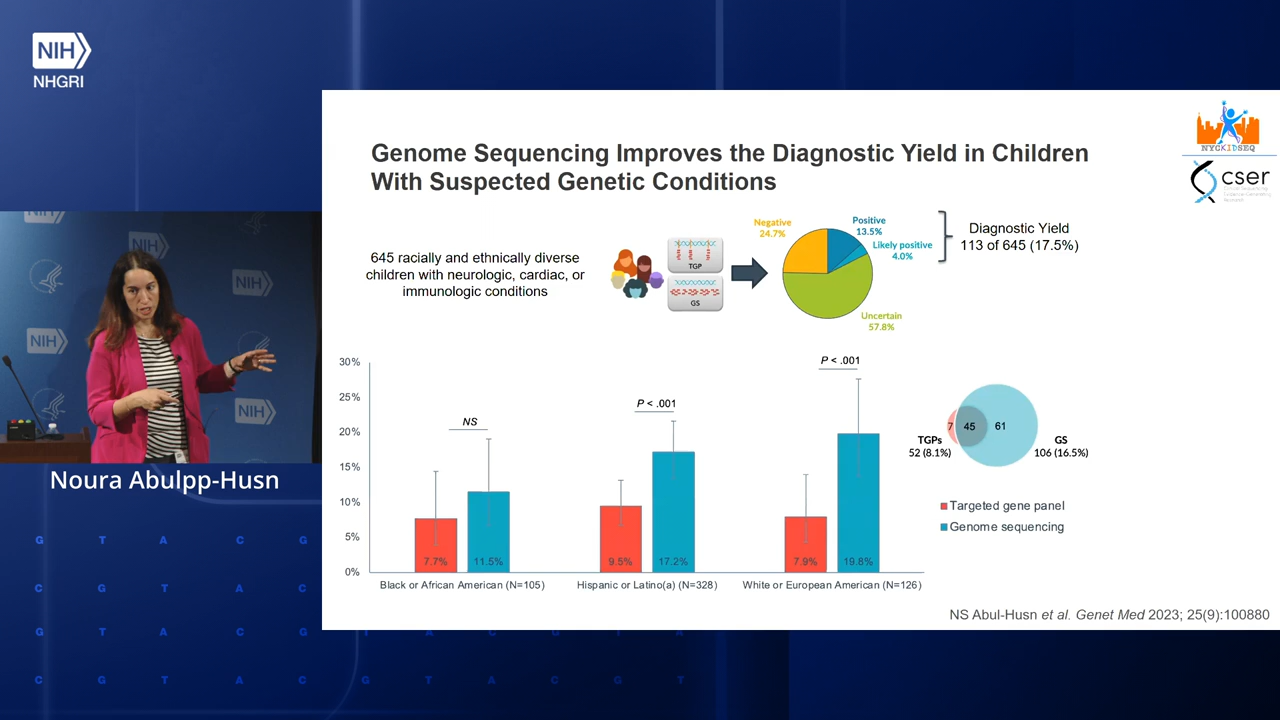 NIH
NHGRI
Genome Sequencing Improves the Diagnostic Yield in Children
With Suspected Genetic Conditions
NYCKIDSEQ
cser
645 racially and ethnically diverse
children with neurologic, cardiac, or
immunologic conditions
TGP
GS
Negative
24.7%
Positive
13.5%
Likely positive
4.0%
Uncertain
57.8%
Diagnostic Yield
113 of 645 (17.5%)
30%
25%
20%
15%
10%
5%
0%
NS
P < .001
P < .001
7.7%
11.5%
9.5%
17.2%
7.9%
19.8%
Black or African American (N=105)
Hispanic or Latino(a) (N=328)
White or European American (N=126)
7
45
61
TGPs
52 (8.1%)
GS
106 (16.5%)
Targeted gene panel
Genome sequencing
NS Abul-Husn et al. Genet Med 2023; 25(9):100880
NIH
NIH
NIH
NIH
NIH
Noura Abulpp-Husn
G T A C G
C G T A C
G T A C G T A C G T A
C G T A C G T A C G T